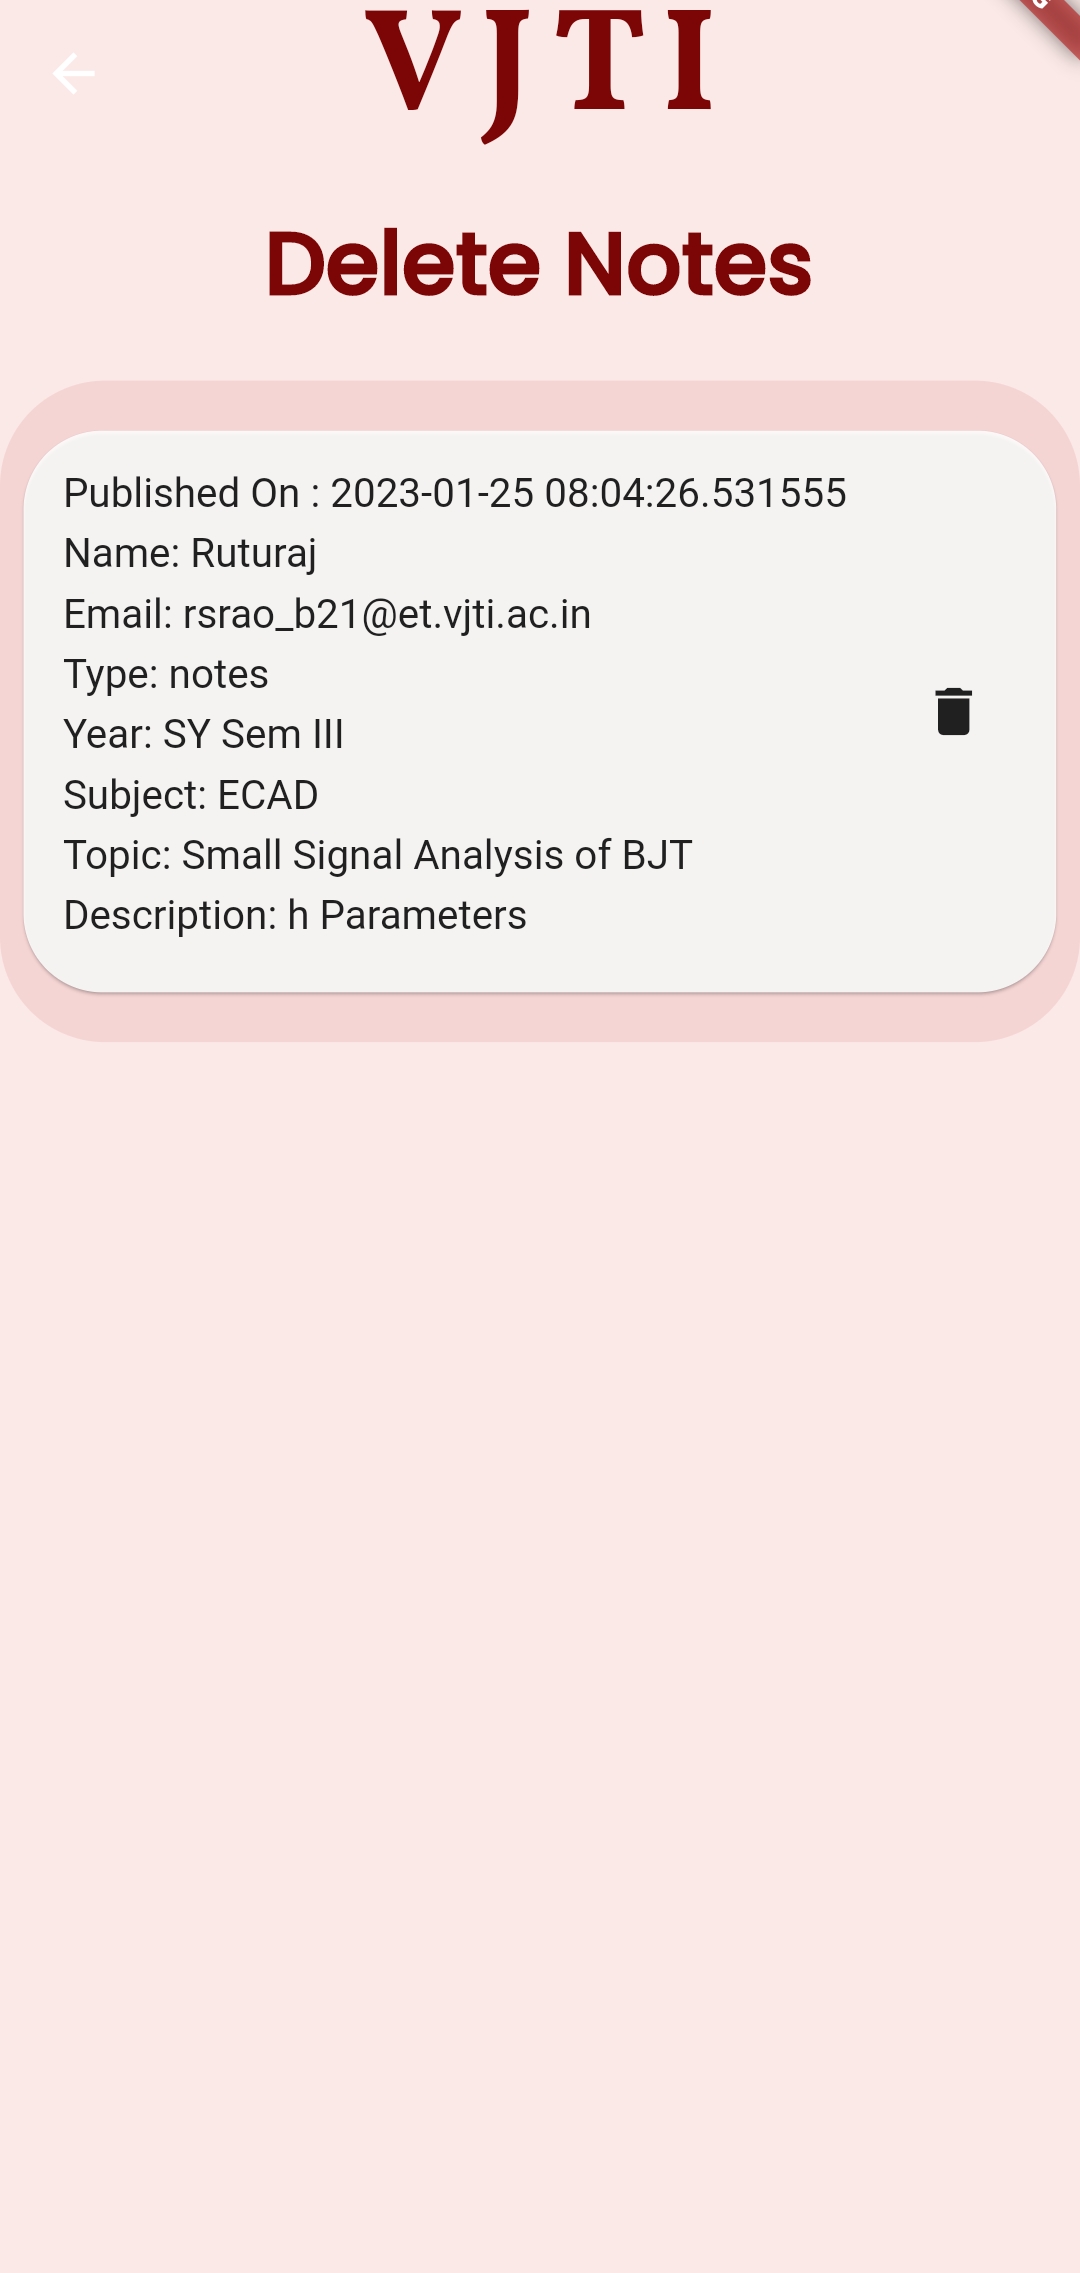 VJTI
Delete Notes
Published On : 2023-01-25 08:04:26.531555
Name: Ruturaj
Email: rsrao_b21@et.vjti.ac.in
Type: notes
Year: SY Sem III
Subject: ECAD
Topic: Small Signal Analysis of BJT
Description: h Parameters